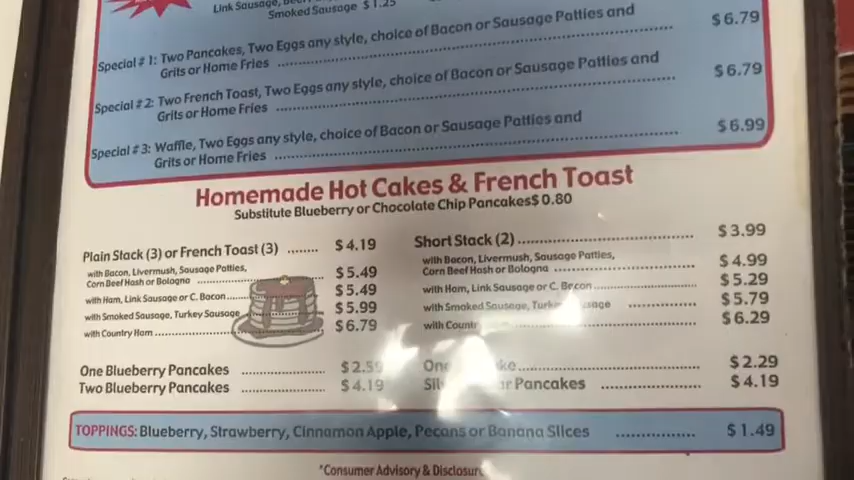 Link Sausage,
Smoked Sausage $1.25
Special # 1: Two Pancakes, Two Eggs any style, choice of Bacon or Sausage Patties and
Grits or Home Fries ........ $6.79
Special # 2: Two French Toast, Two Eggs any style, choice of Bacon or Sausage Patties and
Grits or Home Fries ........ $6.79
Special # 3: Waffle, Two Eggs any style, choice of Bacon or Sausage Patties and
Grits or Home Fries ........ $6.99
Homemade Hot Cakes & French Toast
Substitute Blueberry or Chocolate Chip Pancakes$ 0.80
Plain Stack (3) or French Toast (3) ........ $4.19
with Bacon, Livermush, Sausage Patties,
Corn Beef Hash or Bologna ........ $5.49
with Ham, Link Sausage or C. Bacon ........ $5.49
with Smoked Sausage, Turkey Sausage ........ $5.99
with Country Ham ........ $6.79
One Blueberry Pancakes ........ $2.59
Two Blueberry Pancakes ........ $4.19
Short Stack (2) ........ $3.99
with Bacon, Livermush, Sausage Patties,
Corn Beef Hash or Bologna ........ $4.99
with Ham, Link Sausage or C. Bacon ........ $5.29
with Smoked Sausage, Turkey Sausage ........ $5.79
with ........ $6.29
One ........ $2.29
Pancakes ........ $4.19
TOPPINGS: Blueberry, Strawberry, Cinnamon Apple, Pecans or Banana Slices ........ $1.49
*Consumer Advisory & Disclosure